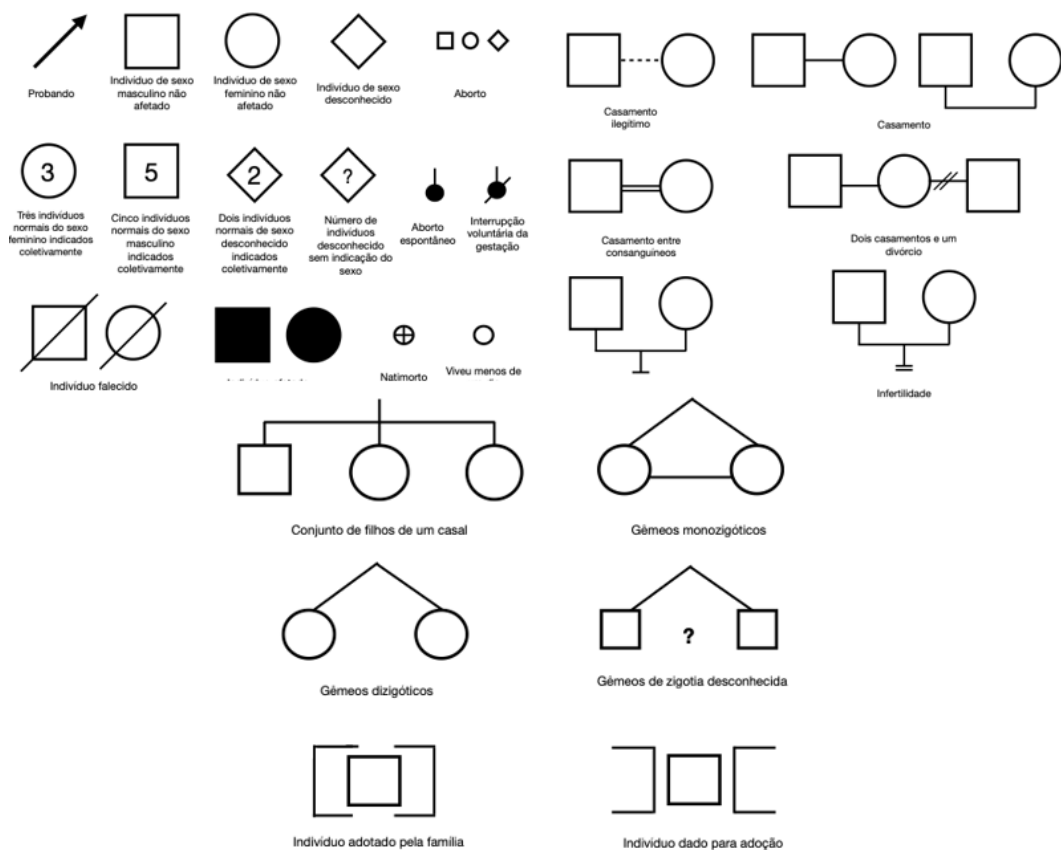 Probando
Indivíduo de sexo
masculino não
afetado
Indivíduo de sexo
feminino não
afetado
Indivíduo de sexo
desconhecido
Aborto
Casamento
ilegítimo
Casamento
3
5
2
?
Três indivíduos
normais do sexo
feminino indicados
coletivamente
Cinco indivíduos
normais do sexo
masculino
indicados
coletivamente
Dois indivíduos
normais de sexo
desconhecido
indicados
coletivamente
Número de
indivíduos
desconhecido
sem indicação do
sexo
Aborto
espontâneo
Interrupção
voluntária da
gestação
Casamento entre
consanguíneos
Dois casamentos e um
divórcio
Indivíduo falecido
Natimorto
Viveu menos de
Infertilidade
Conjunto de filhos de um casal
Gêmeos monozigóticos
Gêmeos dizigóticos
?
Gêmeos de zigotia desconhecida
Indivíduo adotado pela família
Indivíduo dado para adoção